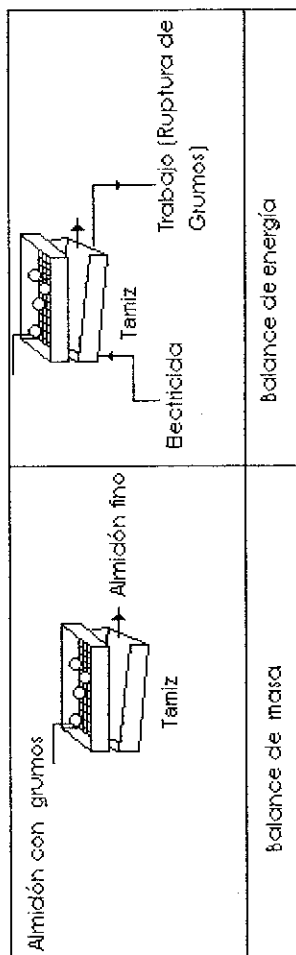 Almidón con grumos
Almidón fino
Tamiz
Balance de masa
Tamiz
Electricida
Trabajo (Ruptura de
Grumos)
Balance de energía